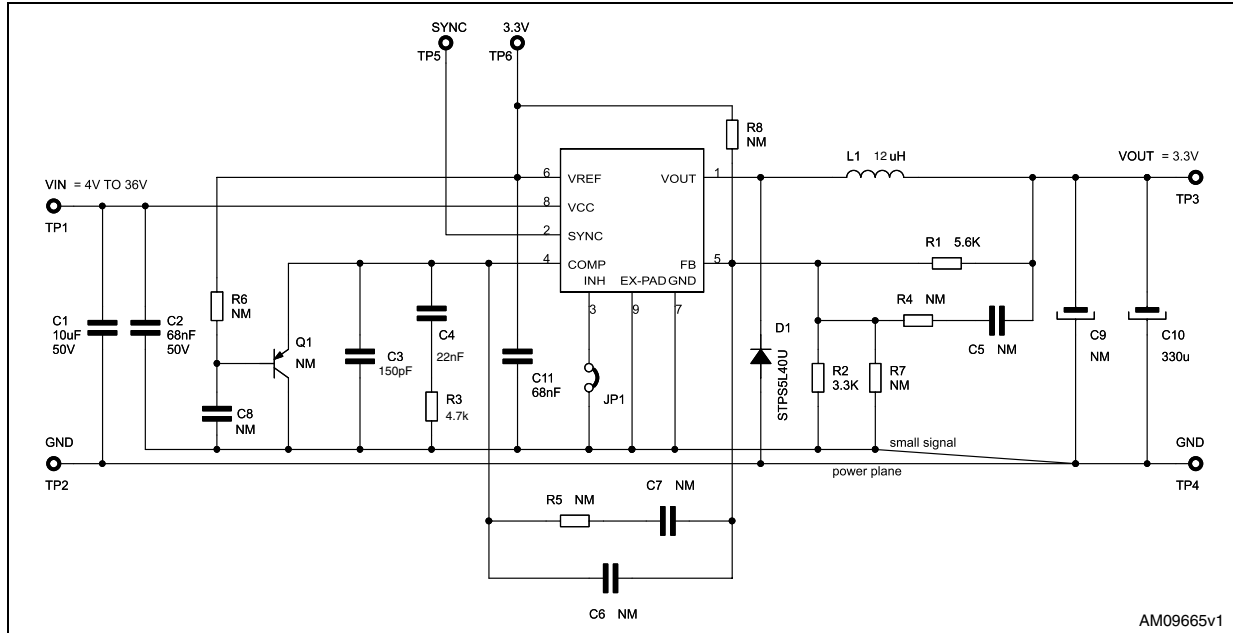 SYNC
3.3V
TP5
TP6
R8
NM
L1 12 uH
VOUT = 3.3V
VIN = 4V TO 36V
6 VREF VOUT 1
8 VCC
TP1
TP3
2 SYNC
R1 5.6K
4 COMP FB 5
INH EX-PAD GND
3 9 7
R6
NM
R4 NM
C1
10uF
50V
C2
68nF
50V
Q1
NM
C4
22nF
C3
150pF
D1
STPS5L40U
C5 NM
C9
NM
C10
330u
C11
68nF
R2
3.3K
R7
NM
R3
4.7k
JP1
C8
NM
GND
small signal
GND
TP2
power plane
TP4
R5 NM
C7 NM
C6 NM
AM09665v1